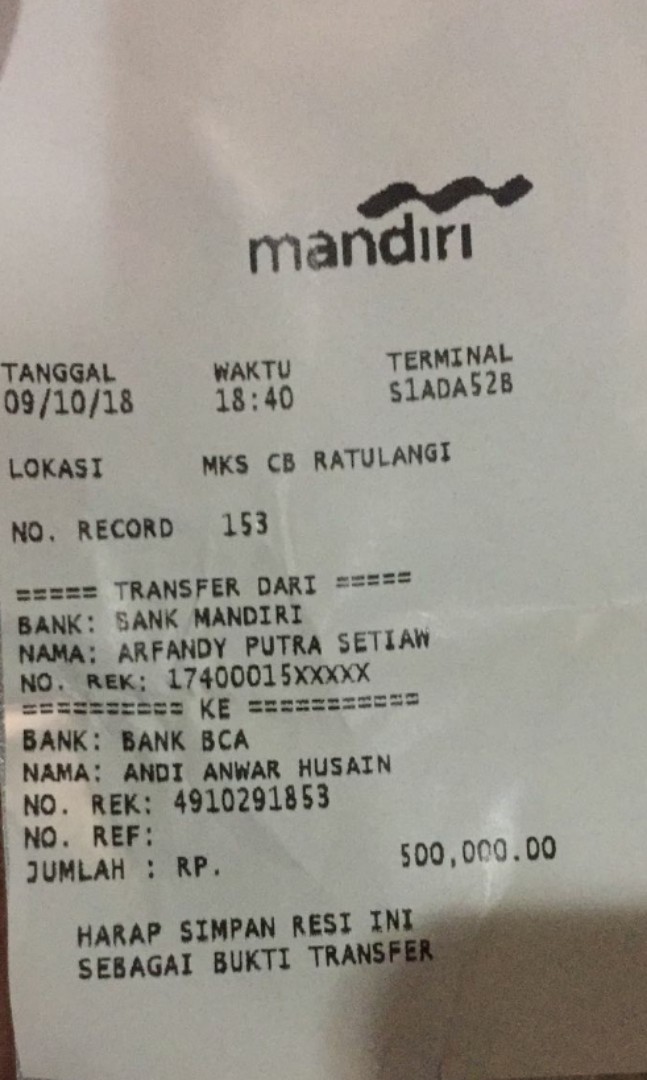 mandiri
TANGGAL WAKTU TERMINAL
09/10/18 18:40 S1ADA52B
LOKASI MKS CB RATULANGI
NO. RECORD 153
===== TRANSFER DARI =====
BANK: BANK MANDIRI
NAMA: ARFANDY PUTRA SETIAW
NO. REK: 17400015XXXXX
========== KE ===========
BANK: BANK BCA
NAMA: ANDI ANWAR HUSAIN
NO. REK: 4910291853
NO. REF:
JUMLAH : RP. 500,000.00
HARAP SIMPAN RESI INI
SEBAGAI BUKTI TRANSFER